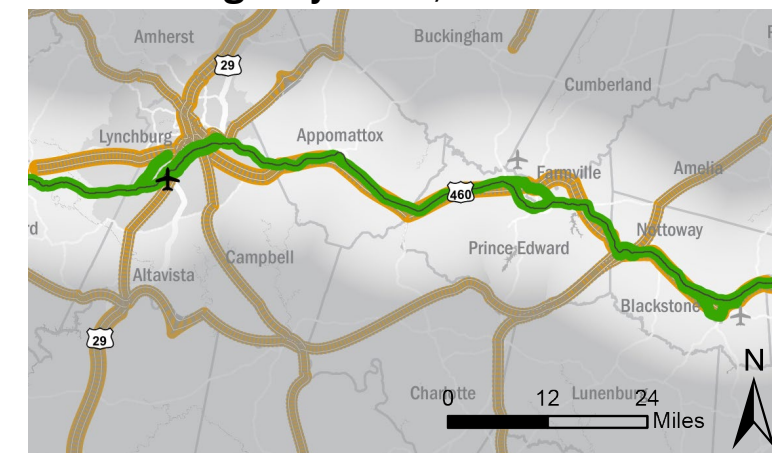 Amherst
Buckingham
29
Cumberland
Lynchburg
Appomattox
Farmville
Amelia
460
rd
Nottoway
Prince Edward
Campbell
Altavista
Blackstone
29
N
Charlotte
Lunenburg
0 12 24
Miles